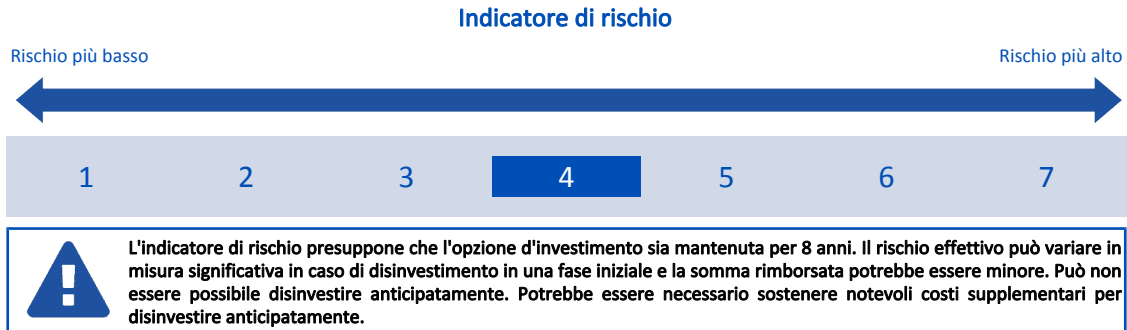 Indicatore di rischio
Rischio più basso
Rischio più alto
1 2 3 4 5 6 7
L'indicatore di rischio presuppone che l'opzione d'investimento sia mantenuta per 8 anni. Il rischio effettivo può variare in
misura significativa in caso di disinvestimento in una fase iniziale e la somma rimborsata potrebbe essere minore. Può non
essere possibile disinvestire anticipatamente. Potrebbe essere necessario sostenere notevoli costi supplementari per
disinvestire anticipatamente.